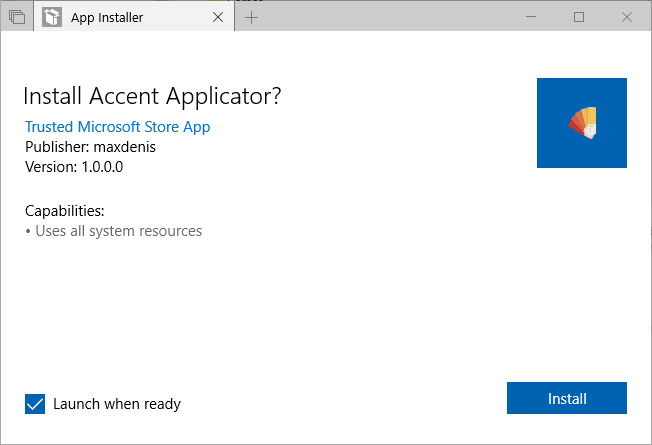 App Installer
Install Accent Applicator?
Trusted Microsoft Store App
Publisher: maxdenis
Version: 1.0.0.0
Capabilities:
• Uses all system resources
Launch when ready
Install